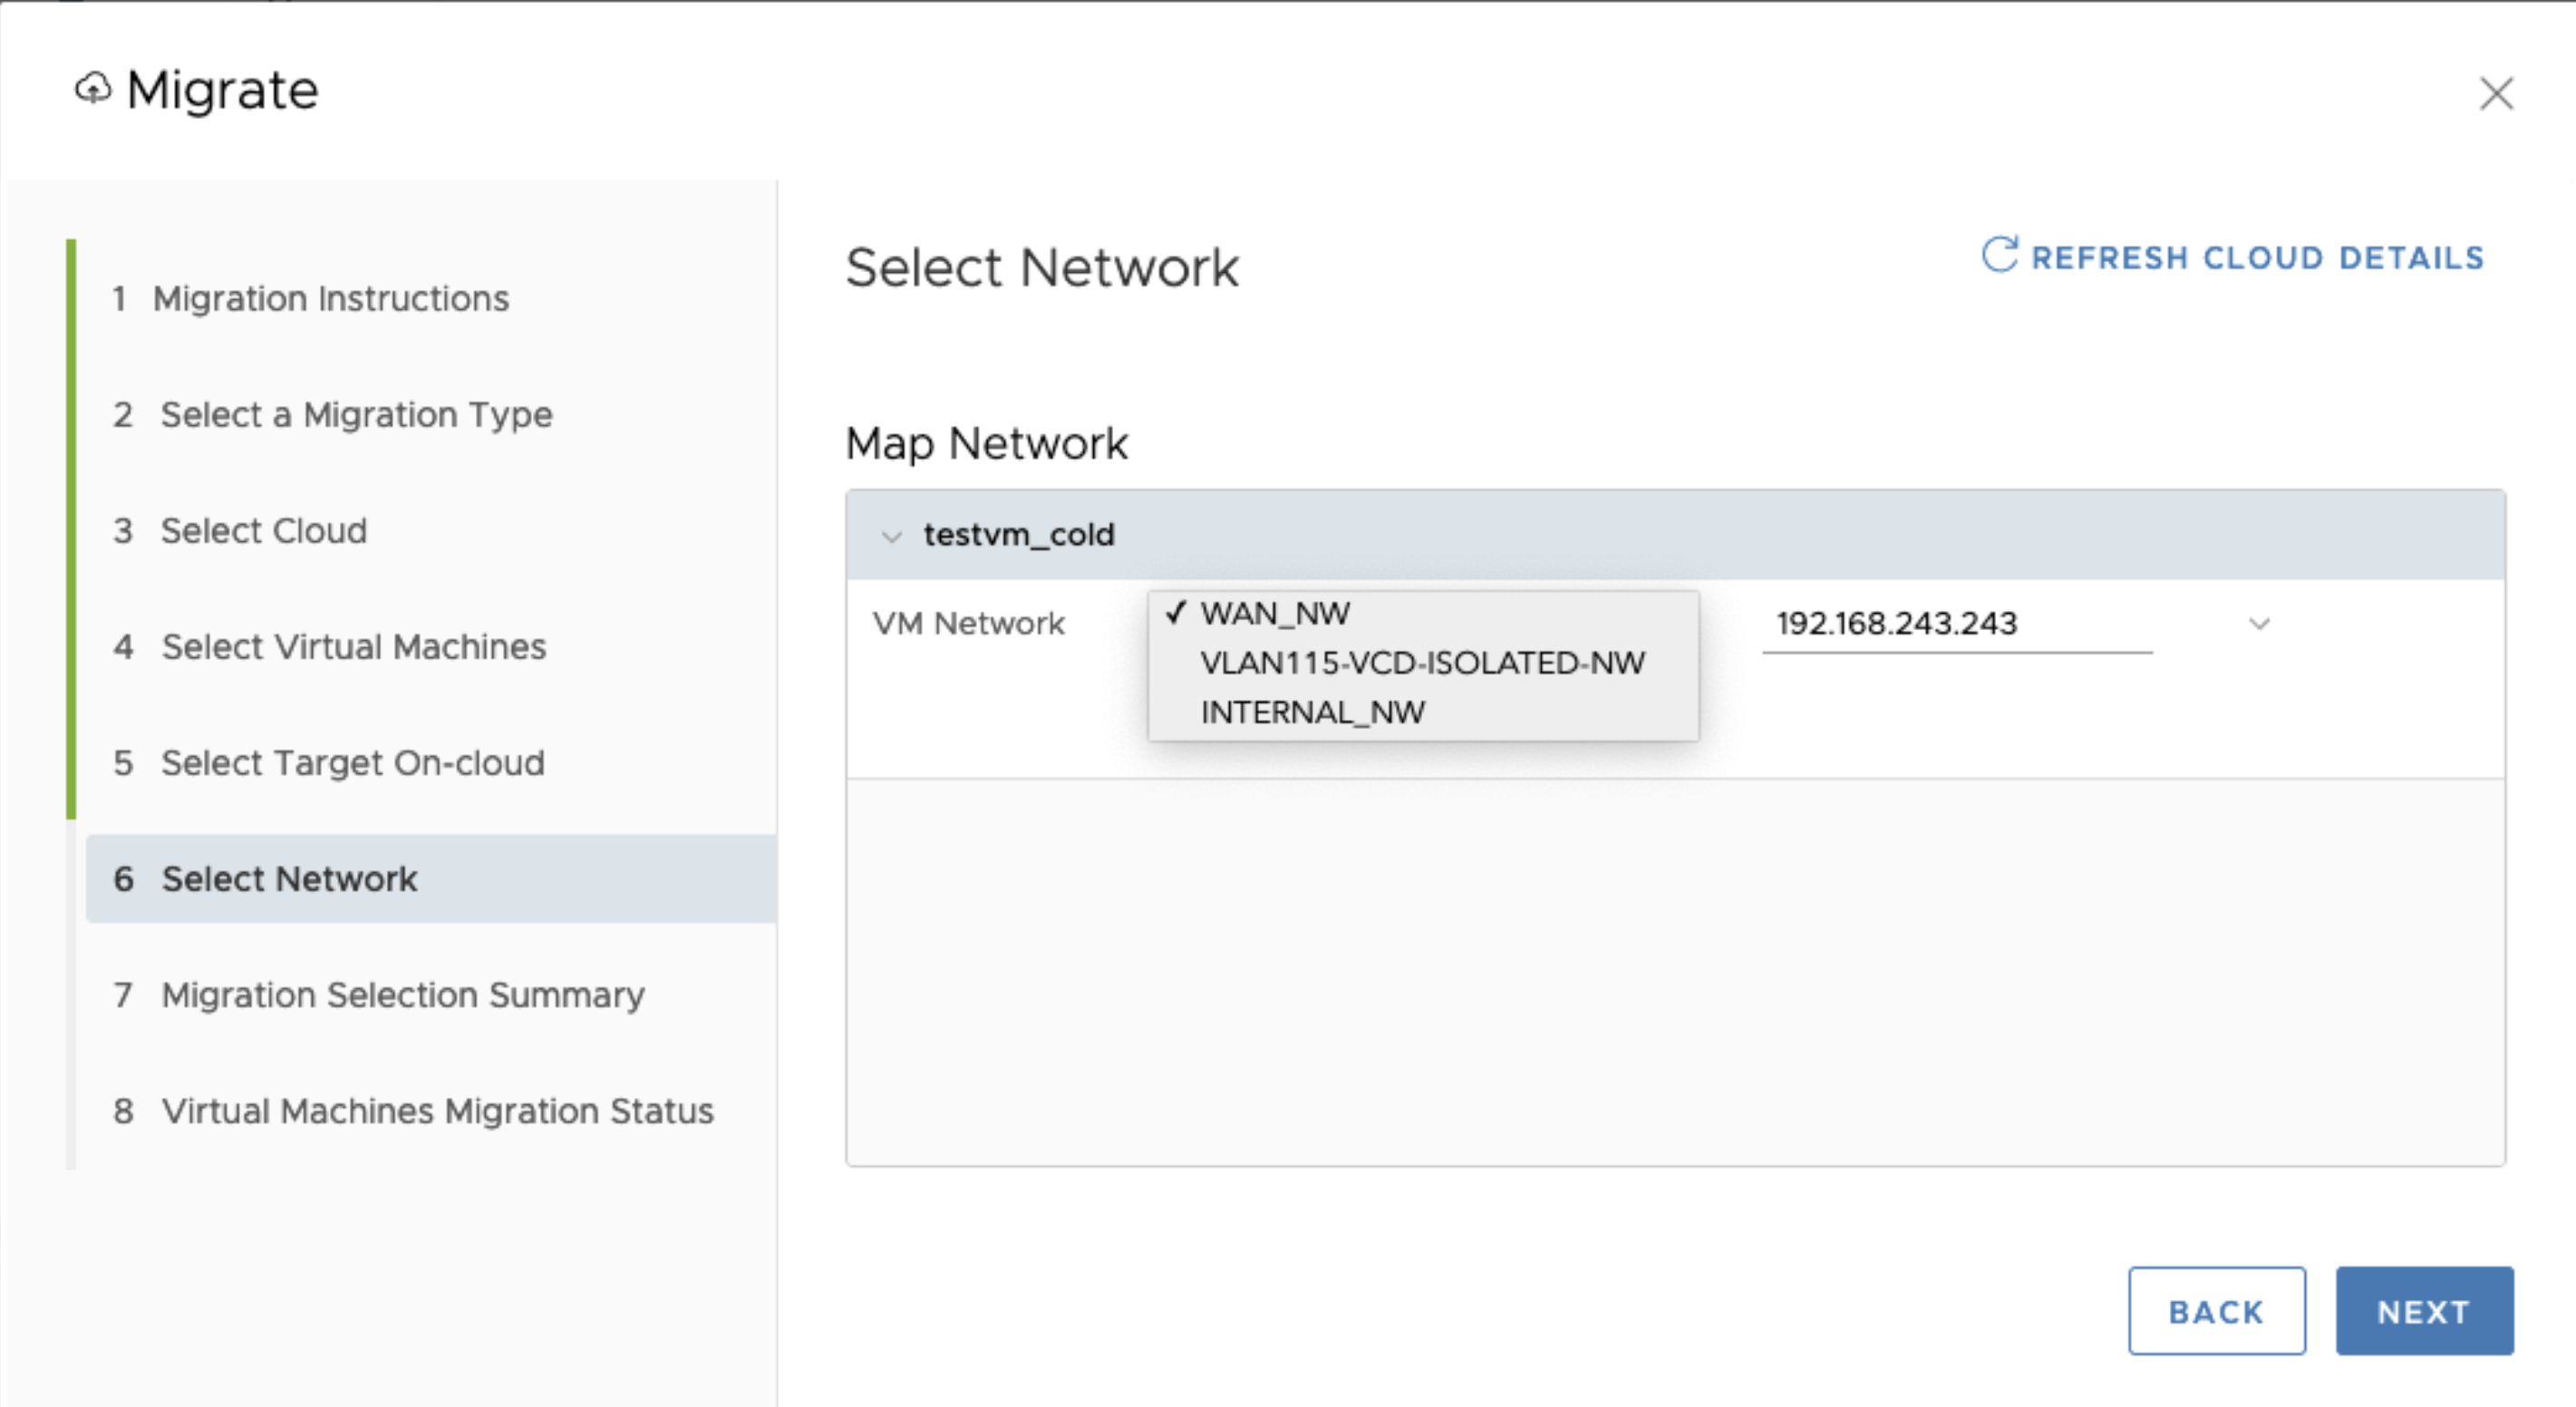 Migrate
1 Migration Instructions
2 Select a Migration Type
3 Select Cloud
4 Select Virtual Machines
5 Select Target On-cloud
6 Select Network
7 Migration Selection Summary
8 Virtual Machines Migration Status
Select Network
REFRESH CLOUD DETAILS
Map Network
testvm_cold
VM Network
✓ WAN_NW
VLAN115-VCD-ISOLATED-NW
INTERNAL_NW
192.168.243.243
BACK
NEXT